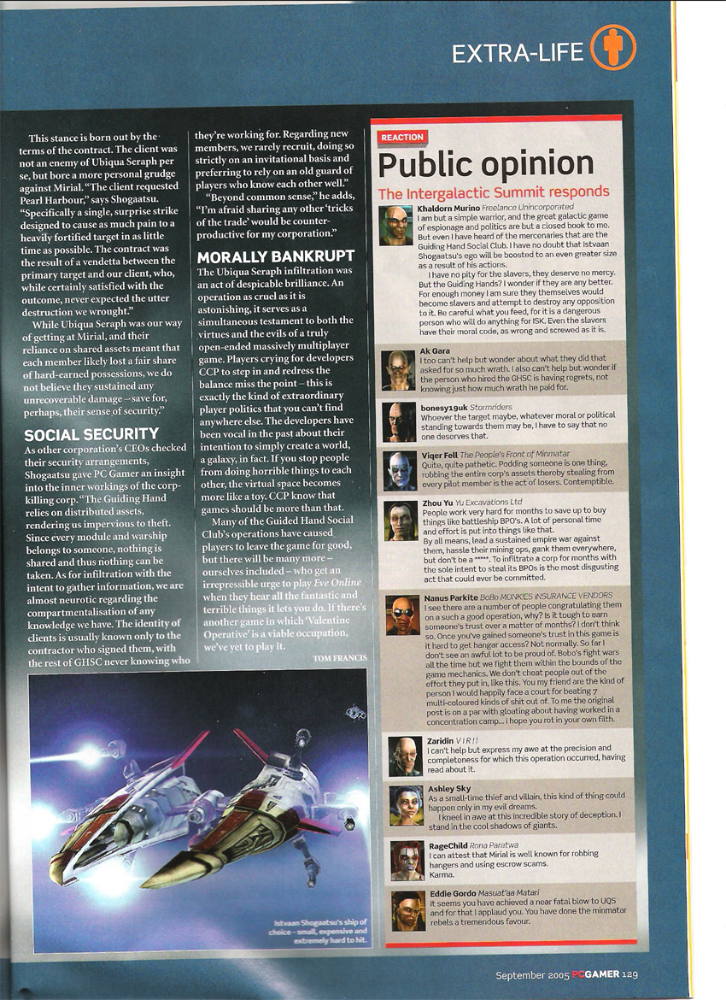 EXTRA-LIFE
This stance is born out by the
terms of the contract. The client was
not an enemy of Ubiqua Seraph per
se, but bore a more personal grudge
against Mirial. “The client requested
Pearl Harbour,” says Shogaatsu.
“Specifically a single, surprise strike
designed to cause as much pain to a
heavily fortified target in as little
time as possible. The contract was
the result of a vendetta between the
primary target and our client, who,
while certainly satisfied with the
outcome, never expected the utter
destruction we wrought.”
While Ubiqua Seraph was our way
of getting at Mirial, and their
reliance on shared assets meant that
each member likely lost a fair share
of hard-earned possessions, we do
not believe they sustained any
unrecoverable damage – save for,
perhaps, their sense of security.”
SOCIAL SECURITY
As other corporation's CEOs checked
their security arrangements,
Shogaatsu gave PC Gamer an insight
into the inner workings of the corp-
killing corp. “The Guiding Hand
relies on distributed assets,
rendering us impervious to theft.
Since every module and warship
belongs to someone, nothing is
shared and thus nothing can be
taken. As for infiltration with the
intent to gather information, we are
almost neurotic regarding the
compartmentalisation of any
knowledge we have. The identity of
clients is usually known only to the
contractor who signed them, with
the rest of GHSC never knowing who
they're working for. Regarding new
members, we rarely recruit, doing so
strictly on an invitational basis and
preferring to rely on an old guard of
players who know each other well.”
“Beyond common sense,” he adds,
“I'm afraid sharing any other ‘tricks
of the trade’ would be counter-
productive for my corporation.”
MORALLY BANKRUPT
The Ubiqua Seraph infiltration was
an act of despicable brilliance. An
operation as cruel as it is
astonishing, it serves as a
simultaneous testament to both the
virtues and the evils of a truly
open-ended massively multiplayer
game. Players crying for developers
CCP to step in and redress the
balance miss the point – this is
exactly the kind of extraordinary
player politics that you can't find
anywhere else. The developers have
been vocal in the past about their
intention to simply create a world,
a galaxy, in fact. If you stop people
from doing horrible things to each
other, the virtual space becomes
more like a toy. CCP know that
games should be more than that.
Many of the Guided Hand Social
Club's operations have caused
players to leave the game for good,
but there will be many more –
ourselves included – who get an
irrepressible urge to play Eve Online
when they hear all the fantastic and
terrible things it lets you do. If there's
another game in which ‘Valentine
Operative’ is a viable occupation,
we've yet to play it.
TOM FRANCIS
Istvaan Shogaatsu's ship of
choice – small, expensive and
extremely hard to hit.
REACTION
Public opinion
The Intergalactic Summit responds
Khaldorn Murino Freelance Unincorporated
I am but a simple warrior, and the great galactic game
of espionage and politics are but a closed book to me.
But even I have heard of the mercenaries that are the
Guiding Hand Social Club. I have no doubt that Istvaan
Shogaatsu's ego will be boosted to an even greater size
as a result of his actions.
I have no pity for the slavers, they deserve no mercy.
But the Guiding Hands? I wonder if they are any better.
For enough money I am sure they themselves would
become slavers and attempt to destroy any opposition
to it. Be careful what you feed, for it is a dangerous
person who will do anything for ISK. Even the slavers
have their moral code, as wrong and screwed as it is.
Ak Gara
I too can't help but wonder about what they did that
asked for so much wrath. I also can't help but wonder if
the person who hired the GHSC is having regrets, not
knowing just how much wrath he paid for.
bonesy19uk Stormriders
Whoever the target maybe, whatever moral or political
standing towards them may be, I have to say that no
one deserves that.
Viqer Fell The People's Front of Minmatar
Quite, quite pathetic. Podding someone is one thing,
robbing the entire corp's assets thereby stealing from
every pilot member is the act of losers. Contemptible.
Zhou Yu Yu Excavations Ltd
People work very hard for months to save up to buy
things like battleship BPO's. A lot of personal time
and effort is put into things like that.
By all means, lead a sustained empire war against
them, hassle their mining ops, gank them everywhere,
but don't be a *****. To infiltrate a corp for months with
the sole intent to steal its BPOs is the most disgusting
act that could ever be committed.
Nanus Parkite BoBo MONKIES INSURANCE VENDORS
I see there are a number of people congratulating them
on a such a good operation, why? Is it tough to earn
someone's trust over a matter of months? I don't think
so. Once you've gained someone's trust in this game is
it hard to get hangar access? Not normally. So far I
don't see an awful lot to be proud of. Bobo's fight wars
all the time but we fight them within the bounds of the
game mechanics. We don't cheat people out of the
effort they put in, like this. You my friend are the kind of
person I would happily face a court for beating 7
multi-coloured kinds of shit out of. To me the original
post is on a par with gloating about having worked in a
concentration camp... I hope you rot in your own filth.
Zaridin V I R I I
I can't help but express my awe at the precision and
completeness for which this operation occurred, having
read about it.
Ashley Sky
As a small-time thief and villain, this kind of thing could
happen only in my evil dreams.
I kneel in awe at this incredible story of deception. I
stand in the cool shadows of giants.
RageChild Rona Paratwa
I can attest that Mirial is well known for robbing
hangers and using escrow scams.
Karma.
Eddie Gordo Masuat'aa Matari
It seems you have achieved a near fatal blow to UQS
and for that I applaud you. You have done the minmatar
rebels a tremendous favour.
September 2005 PCGAMER 129